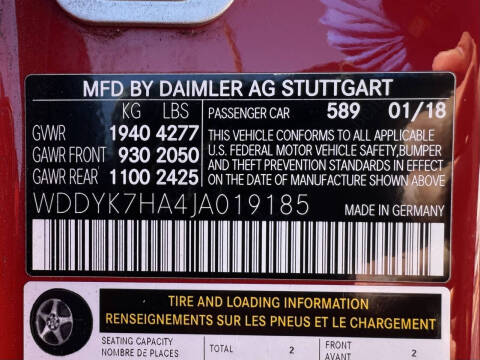 MFD BY DAIMLER AG STUTTGART
KG LBS PASSENGER CAR 589 01/18
GVWR 1940 4277
GAWR FRONT 930 2050
GAWR REAR 1100 2425
THIS VEHICLE CONFORMS TO ALL APPLICABLE
U.S. FEDERAL MOTOR VEHICLE SAFETY, BUMPER
AND THEFT PREVENTION STANDARDS IN EFFECT
ON THE DATE OF MANUFACTURE SHOWN ABOVE
WDDYK7HA4JA019185 MADE IN GERMANY
TIRE AND LOADING INFORMATION
RENSEIGNEMENTS SUR LES PNEUS ET LE CHARGEMENT
SEATING CAPACITY
NOMBRE DE PLACES
TOTAL 2
FRONT
AVANT 2